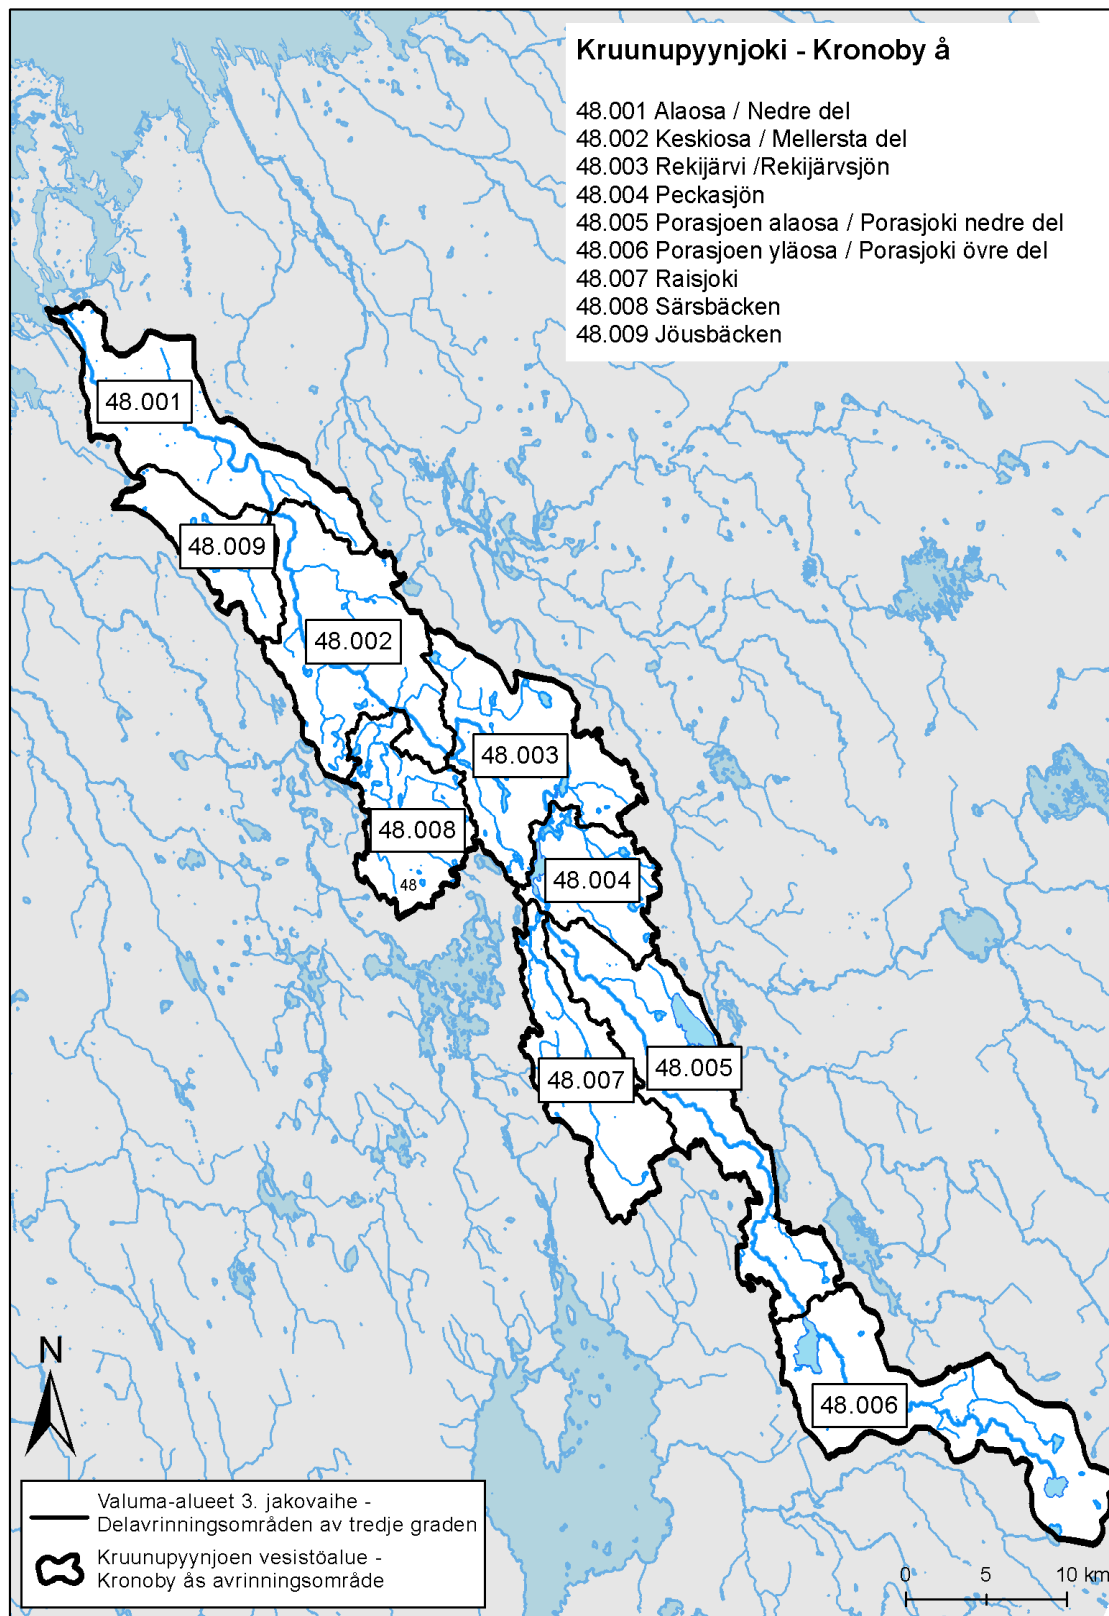 Kruunupyynjoki - Kronoby å
48.001 Alaosa / Nedre del
48.002 Keskiosa / Mellersta del
48.003 Rekijärvi /Rekijärvsjön
48.004 Peckasjön
48.005 Porasjoen alaosa / Porasjoki nedre del
48.006 Porasjoen yläosa / Porasjoki övre del
48.007 Raisjoki
48.008 Särsbäcken
48.009 Jöusbäcken
48.001
48.009
48.002
48.003
48.008
48.004
48
48.005
48.007
48.006
N
Valuma-alueet 3. jakovaihe -
Delavrinningsområden av tredje graden
Kruunupyynjoen vesistöalue -
Kronoby ås avrinningsområde
0 5 10 km